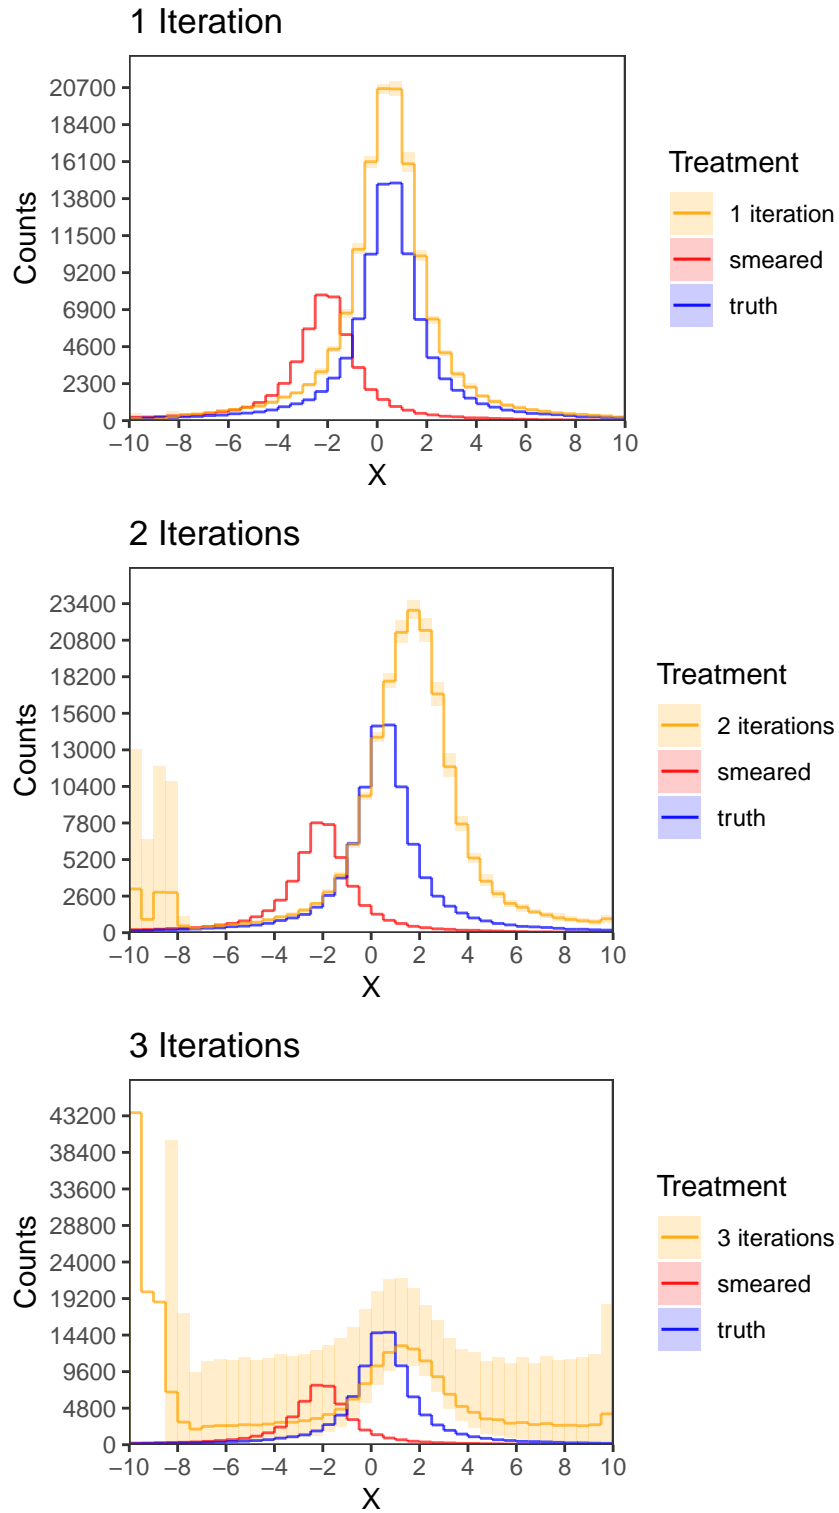 1 Iteration
20700
18400
16100
13800
11500
9200
6900
4600
2300
0
Counts
−10 −8 −6 −4 −2 0 2 4 6 8 10
X
Treatment
1 iteration
smeared
truth
2 Iterations
23400
20800
18200
15600
13000
10400
7800
5200
2600
0
Counts
−10 −8 −6 −4 −2 0 2 4 6 8 10
X
Treatment
2 iterations
smeared
truth
3 Iterations
43200
38400
33600
28800
24000
19200
14400
9600
4800
0
Counts
−10 −8 −6 −4 −2 0 2 4 6 8 10
X
Treatment
3 iterations
smeared
truth